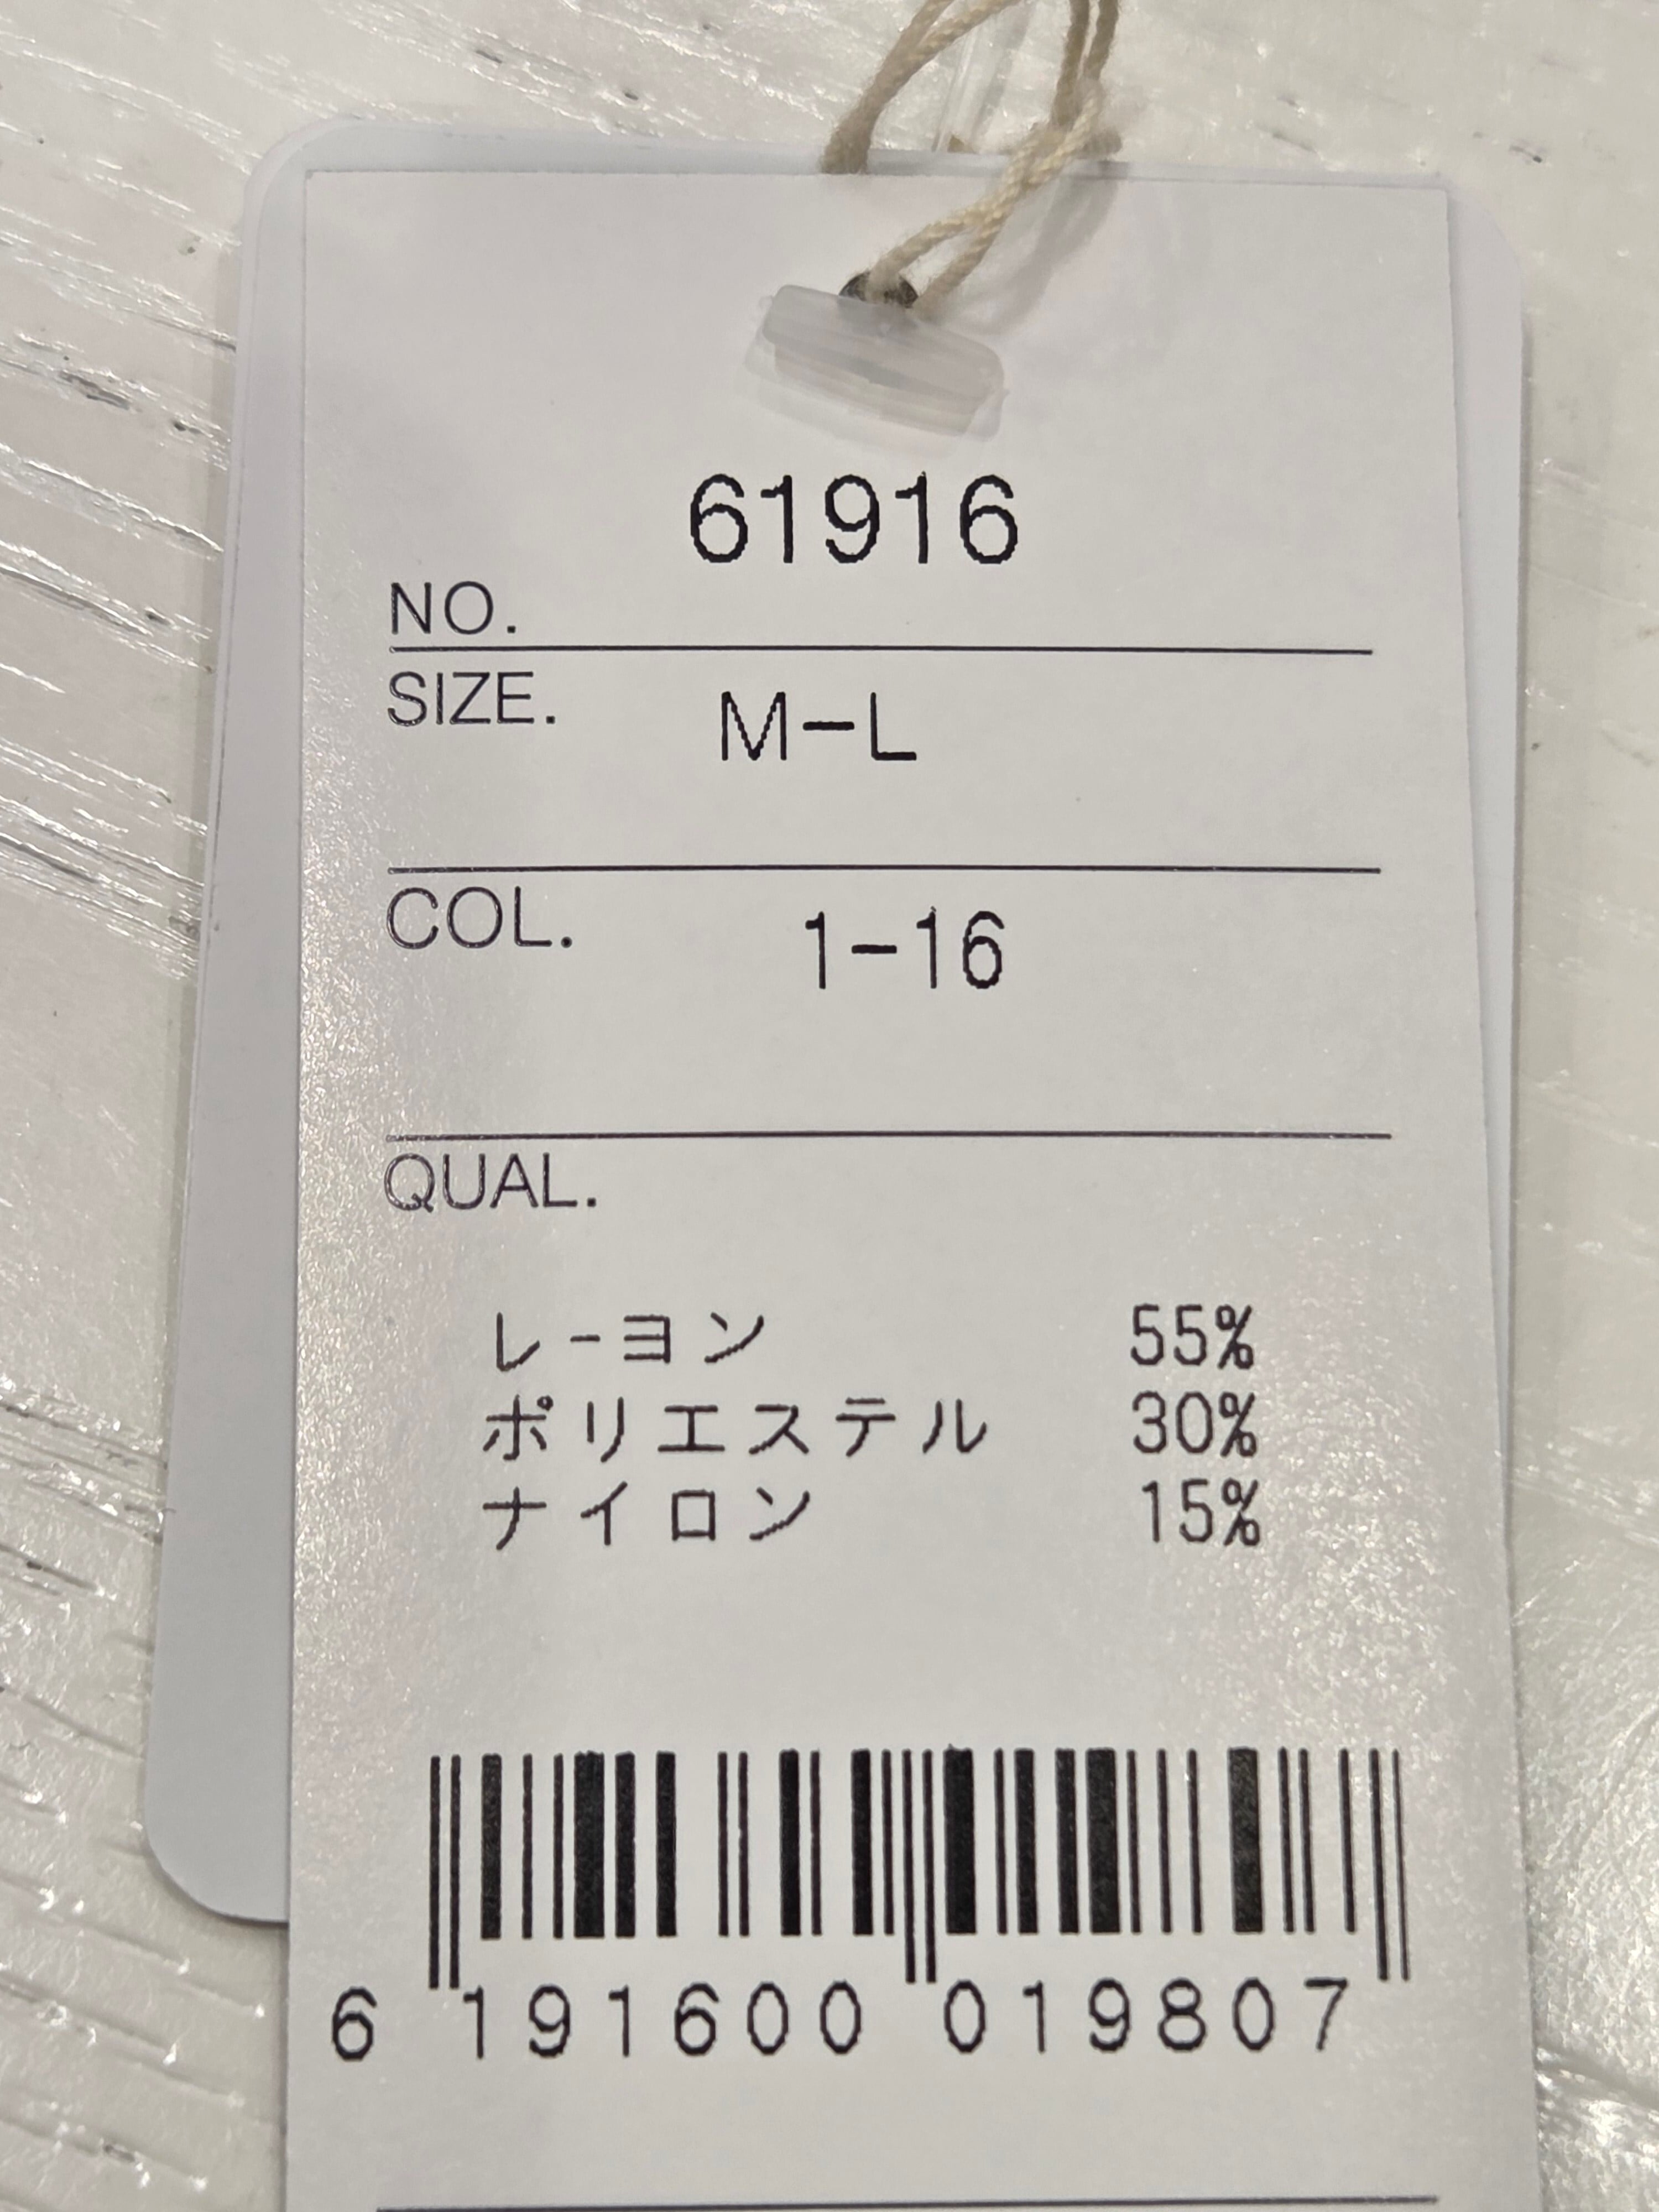 61916
NO.
SIZE. M-L
COL. 1-16
QUAL.
レ-ヨン 55%
ポリエステル 30%
ナイロン 15%
6 191600 019807